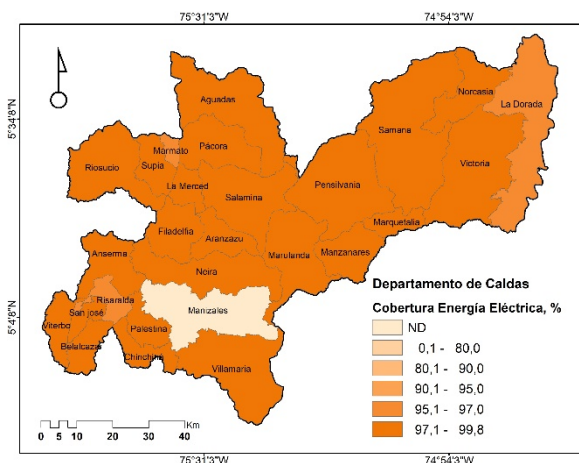 75°31'3"W 74°54'3"W
5°34'8"N
5°4'6"N
Aguadas
Norcasia
La Dorada
Samana
Marmato
Pácora
Riosucio
Supia
Victoria
La Merced
Salamina
Pensilvania
Marquetalia
Filadelfia
Aranzazu
Marulanda
Manzanares
Anserma
Neira
Risaralda
San josé
Manizales
Viterbo
Palestina
Belalcazar
Chinchiná
Villamaria
Departamento de Caldas
Cobertura Energía Eléctrica, %
ND
0,1 - 80,0
80,1 - 90,0
90,1 - 95,0
95,1 - 97,0
97,1 - 99,8
Km
0 5 10 20 30 40
75°31'3"W 74°54'3"W